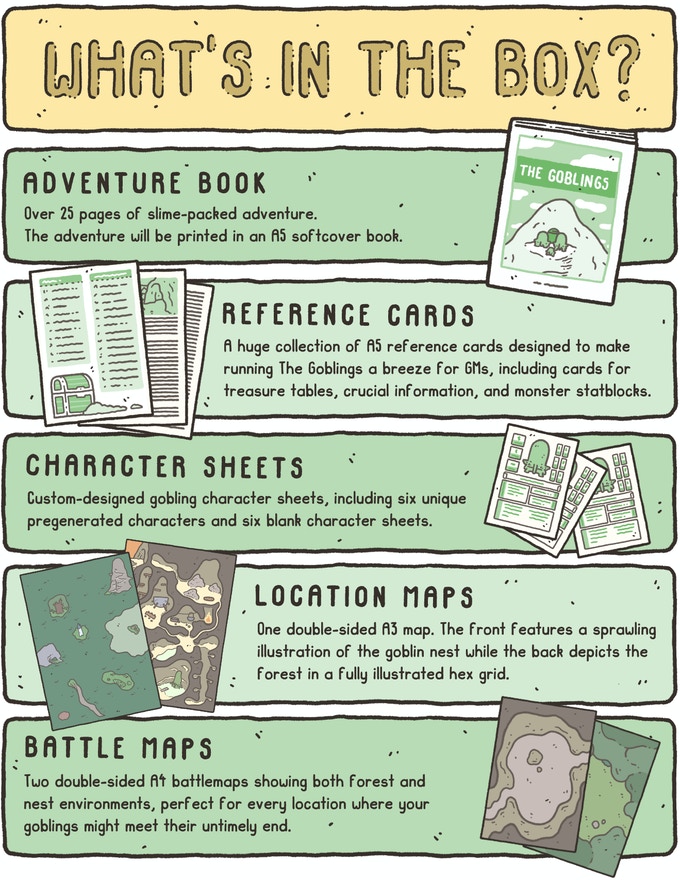 WHAT'S IN THE BOX?
ADVENTURE BOOK
Over 25 pages of slime-packed adventure.
The adventure will be printed in an A5 softcover book.
THE GOBLINGS
REFERENCE CARDS
A huge collection of A5 reference cards designed to make
running The Goblings a breeze for GMs, including cards for
treasure tables, crucial information, and monster statblocks.
CHARACTER SHEETS
Custom-designed gobling character sheets, including six unique
pregenerated characters and six blank character sheets.
LOCATION MAPS
One double-sided A3 map. The front features a sprawling
illustration of the goblin nest while the back depicts the
forest in a fully illustrated hex grid.
BATTLE MAPS
Two double-sided A4 battlemaps showing both forest and
nest environments, perfect for every location where your
goblings might meet their untimely end.